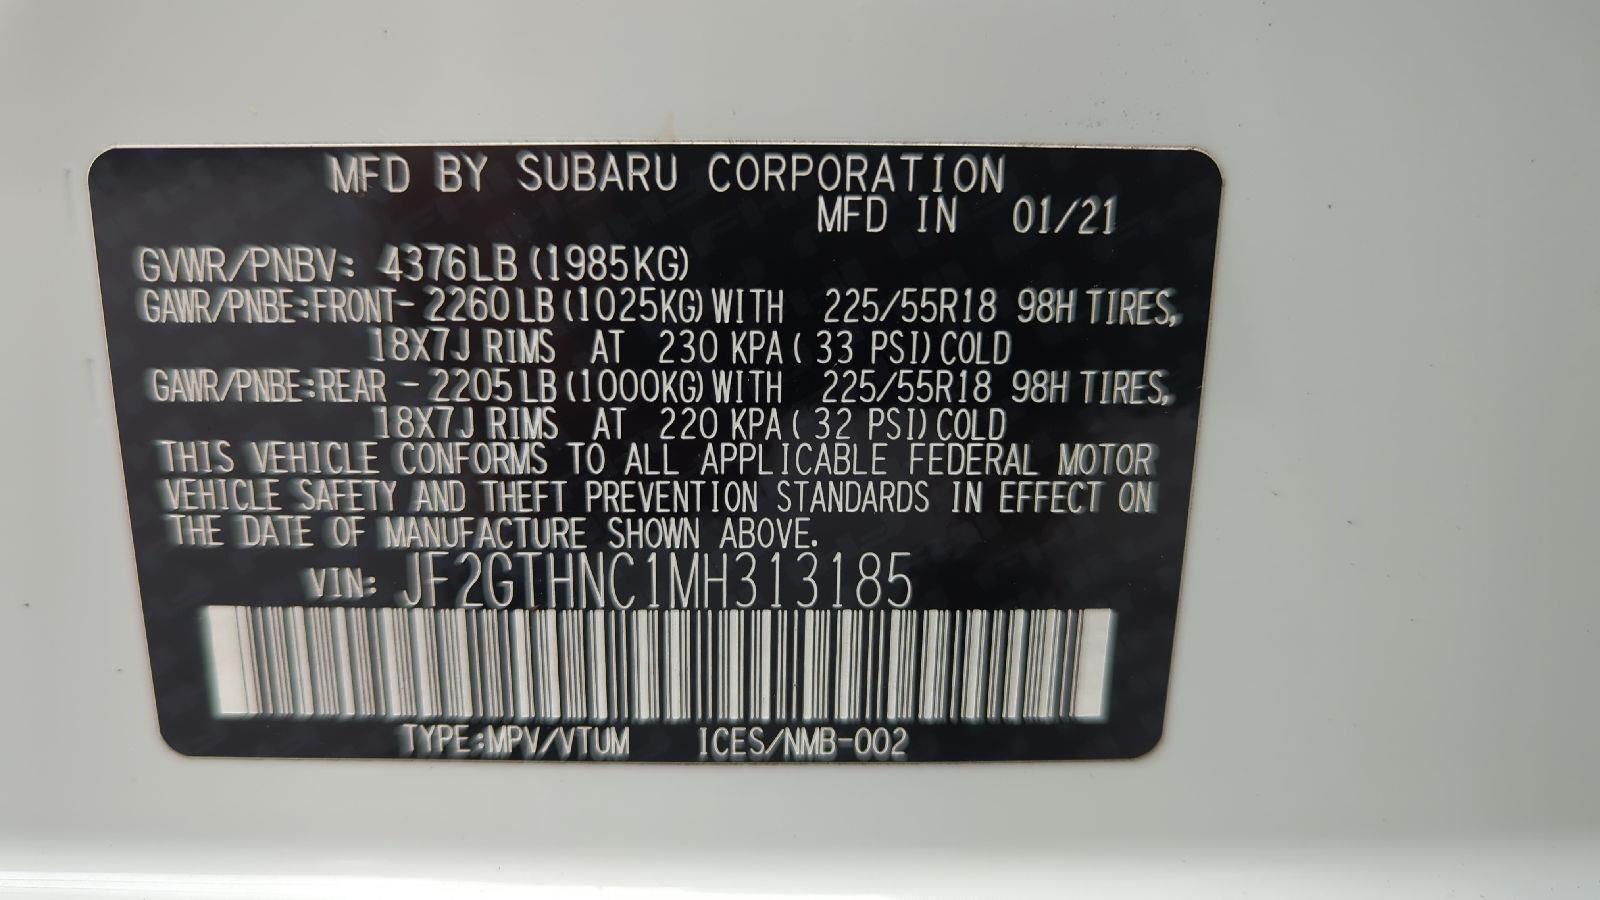 MFD BY SUBARU CORPORATION
MFD IN 01/21
GVWR/PNBV: 4376LB (1985KG)
GAWR/PNBE:FRONT- 2260LB (1025KG) WITH 225/55R18 98H TIRES,
18X7J RIMS AT 230 KPA ( 33 PSI) COLD
GAWR/PNBE:REAR - 2205LB (1000KG) WITH 225/55R18 98H TIRES,
18X7J RIMS AT 220 KPA ( 32 PSI) COLD
THIS VEHICLE CONFORMS TO ALL APPLICABLE FEDERAL MOTOR
VEHICLE SAFETY AND THEFT PREVENTION STANDARDS IN EFFECT ON
THE DATE OF MANUFACTURE SHOWN ABOVE.
VIN: JF2GTHNC1MH313185
TYPE:MPV/VTUM ICES/NMB-002